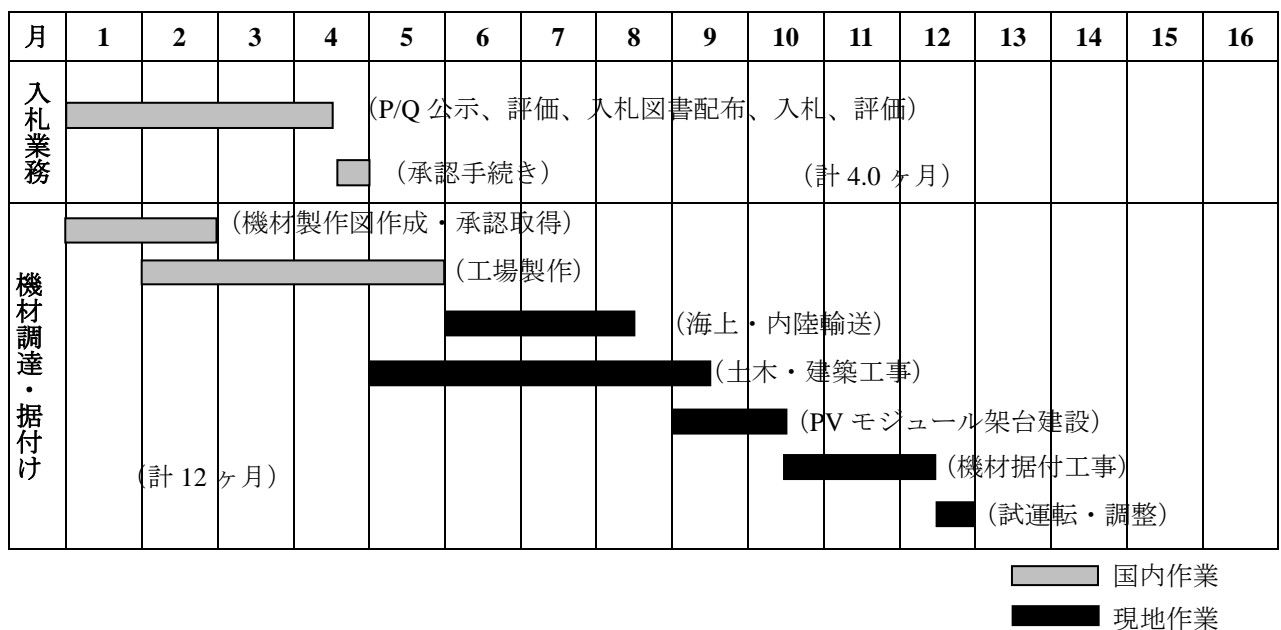 月 1 2 3 4 5 6 7 8 9 10 11 12 13 14 15 16
入札業務
（P/Q 公示、評価、入札図書配布、入札、評価）
（承認手続き） （計 4.0 ヶ月）
機材調達・据付け
（機材製作図作成・承認取得）
（工場製作）
（海上・内陸輸送）
（土木・建築工事）
（PV モジュール架台建設）
（計 12 ヶ月） （機材据付工事）
（試運転・調整）
国内作業
現地作業